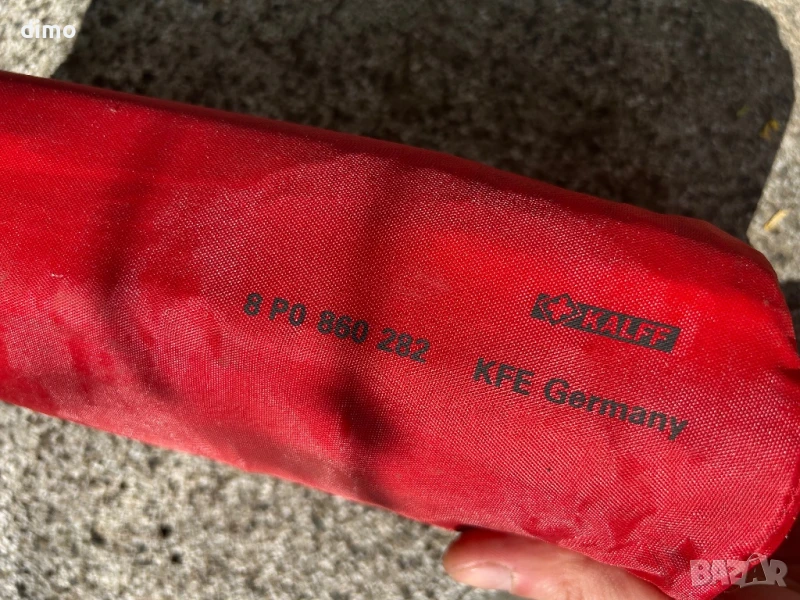 dimo
KALFF
8 P0 860 282
KFE Germany
BAZAR